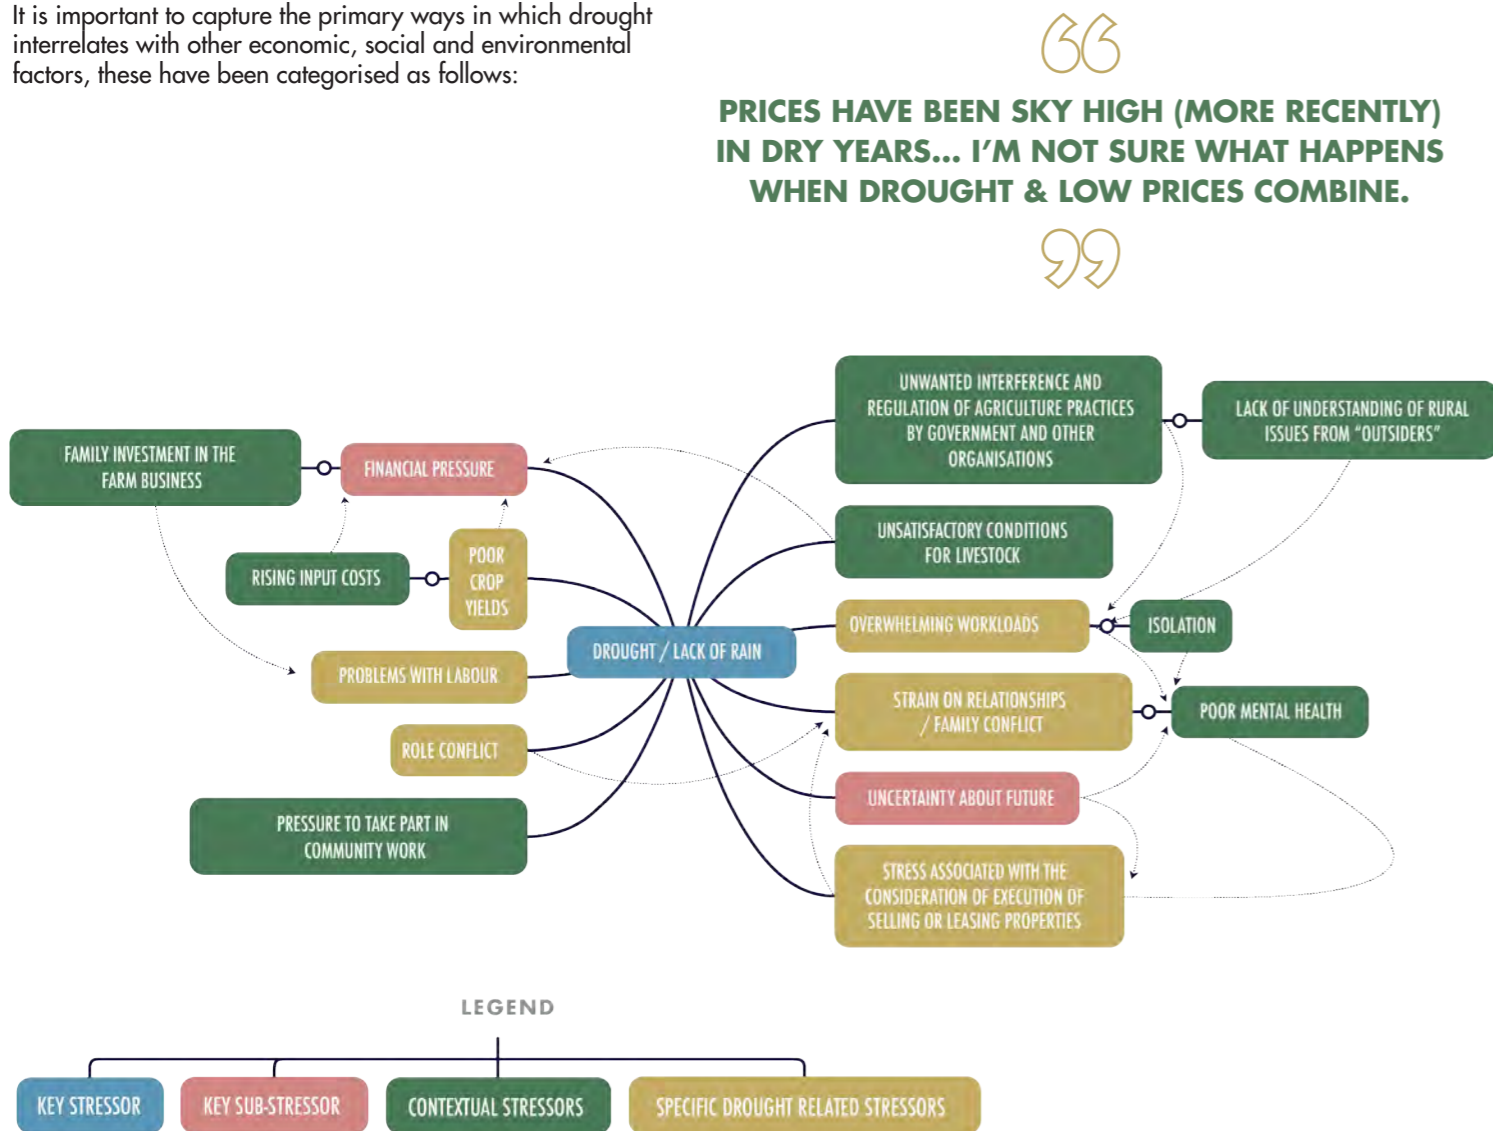 It is important to capture the primary ways in which drought
interrelates with other economic, social and environmental
factors, these have been categorised as follows:
“
PRICES HAVE BEEN SKY HIGH (MORE RECENTLY)
IN DRY YEARS... I’M NOT SURE WHAT HAPPENS
WHEN DROUGHT & LOW PRICES COMBINE.
”
FAMILY INVESTMENT IN THE
FARM BUSINESS
FINANCIAL PRESSURE
RISING INPUT COSTS
POOR
CROP
YIELDS
PROBLEMS WITH LABOUR
ROLE CONFLICT
PRESSURE TO TAKE PART IN
COMMUNITY WORK
DROUGHT / LACK OF RAIN
UNWANTED INTERFERENCE AND
REGULATION OF AGRICULTURE PRACTICES
BY GOVERNMENT AND OTHER
ORGANISATIONS
LACK OF UNDERSTANDING OF RURAL
ISSUES FROM “OUTSIDERS”
UNSATISFACTORY CONDITIONS
FOR LIVESTOCK
OVERWHELMING WORKLOADS
ISOLATION
STRAIN ON RELATIONSHIPS
/ FAMILY CONFLICT
POOR MENTAL HEALTH
UNCERTAINTY ABOUT FUTURE
STRESS ASSOCIATED WITH THE
CONSIDERATION OF EXECUTION OF
SELLING OR LEASING PROPERTIES
LEGEND
KEY STRESSOR
KEY SUB-STRESSOR
CONTEXTUAL STRESSORS
SPECIFIC DROUGHT RELATED STRESSORS